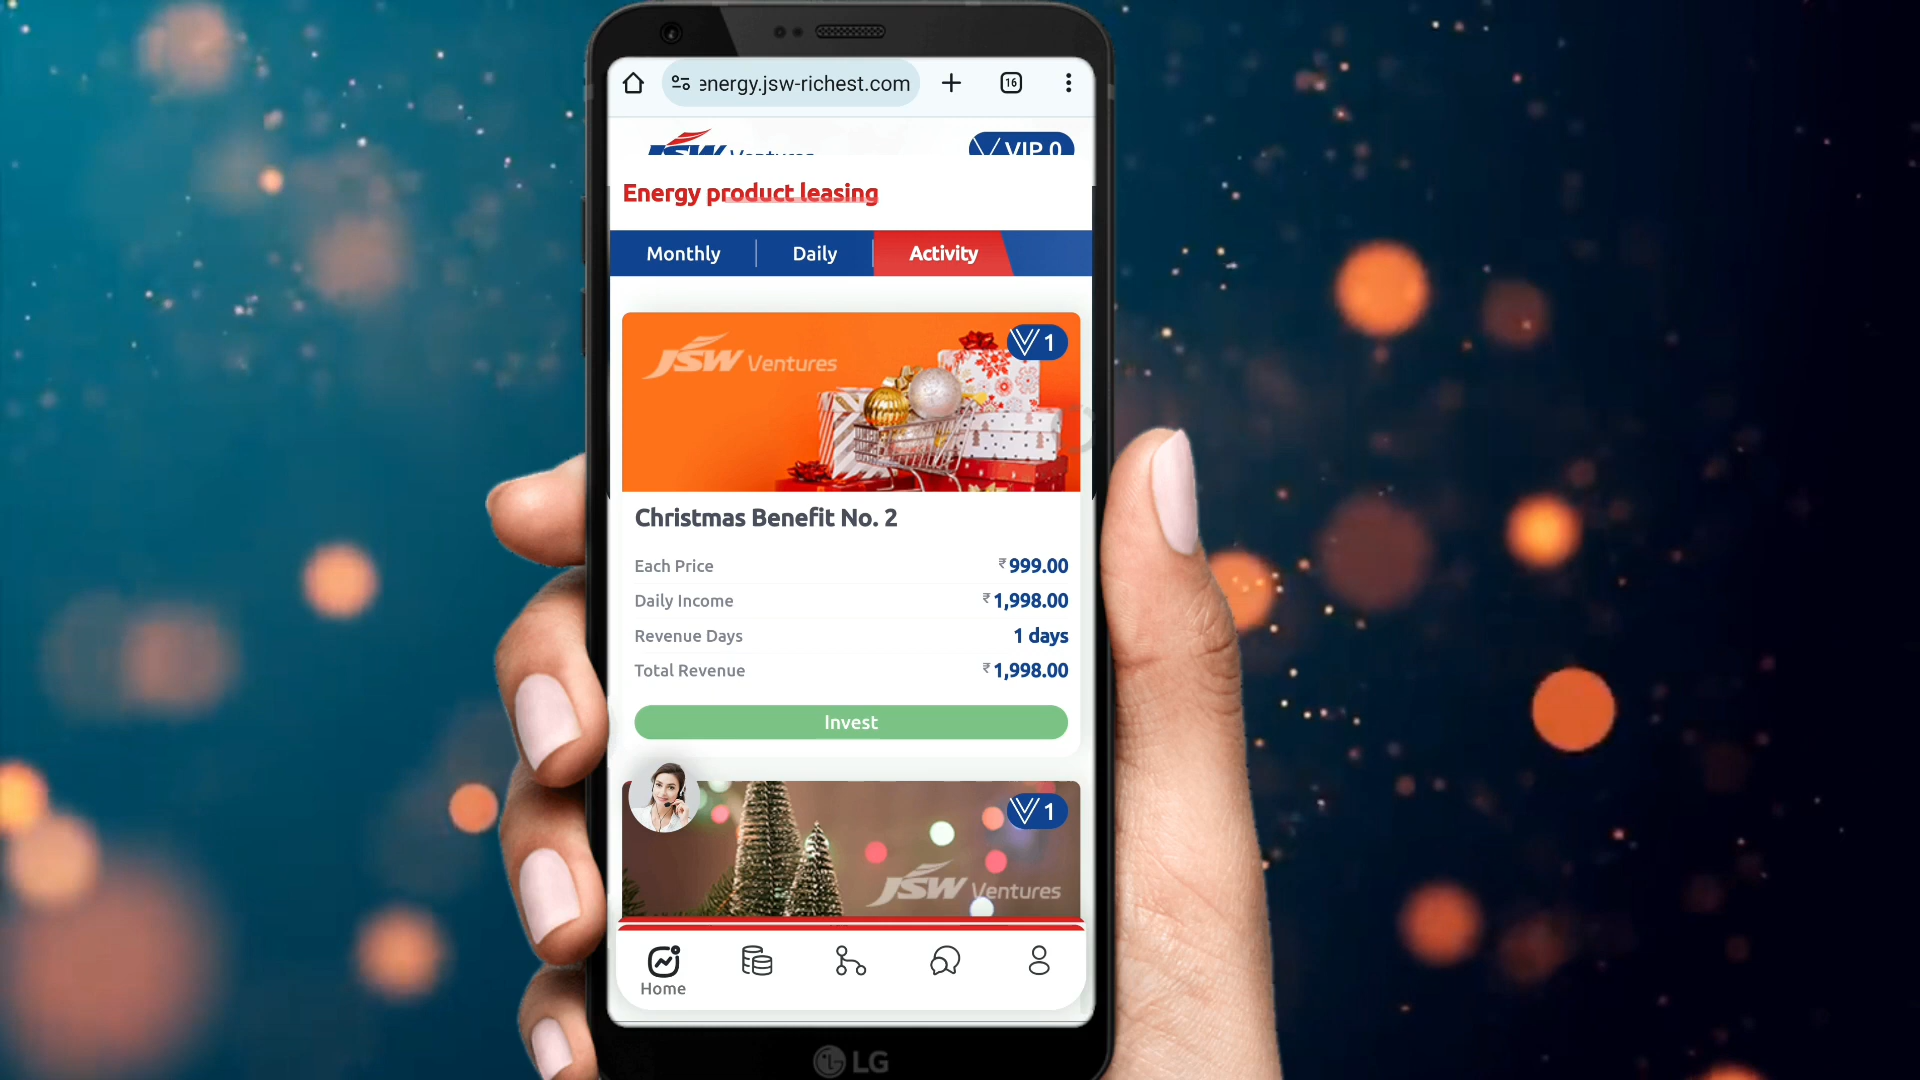 energy.jsw-richest.com
16
JSW Ventures
VIP 0
Energy product leasing
Monthly
Daily
Activity
JSW Ventures
1
Christmas Benefit No. 2
Each Price
₹ 999.00
Daily Income
₹ 1,998.00
Revenue Days
1 days
Total Revenue
₹ 1,998.00
Invest
1
JSW Ventures
Home
LG